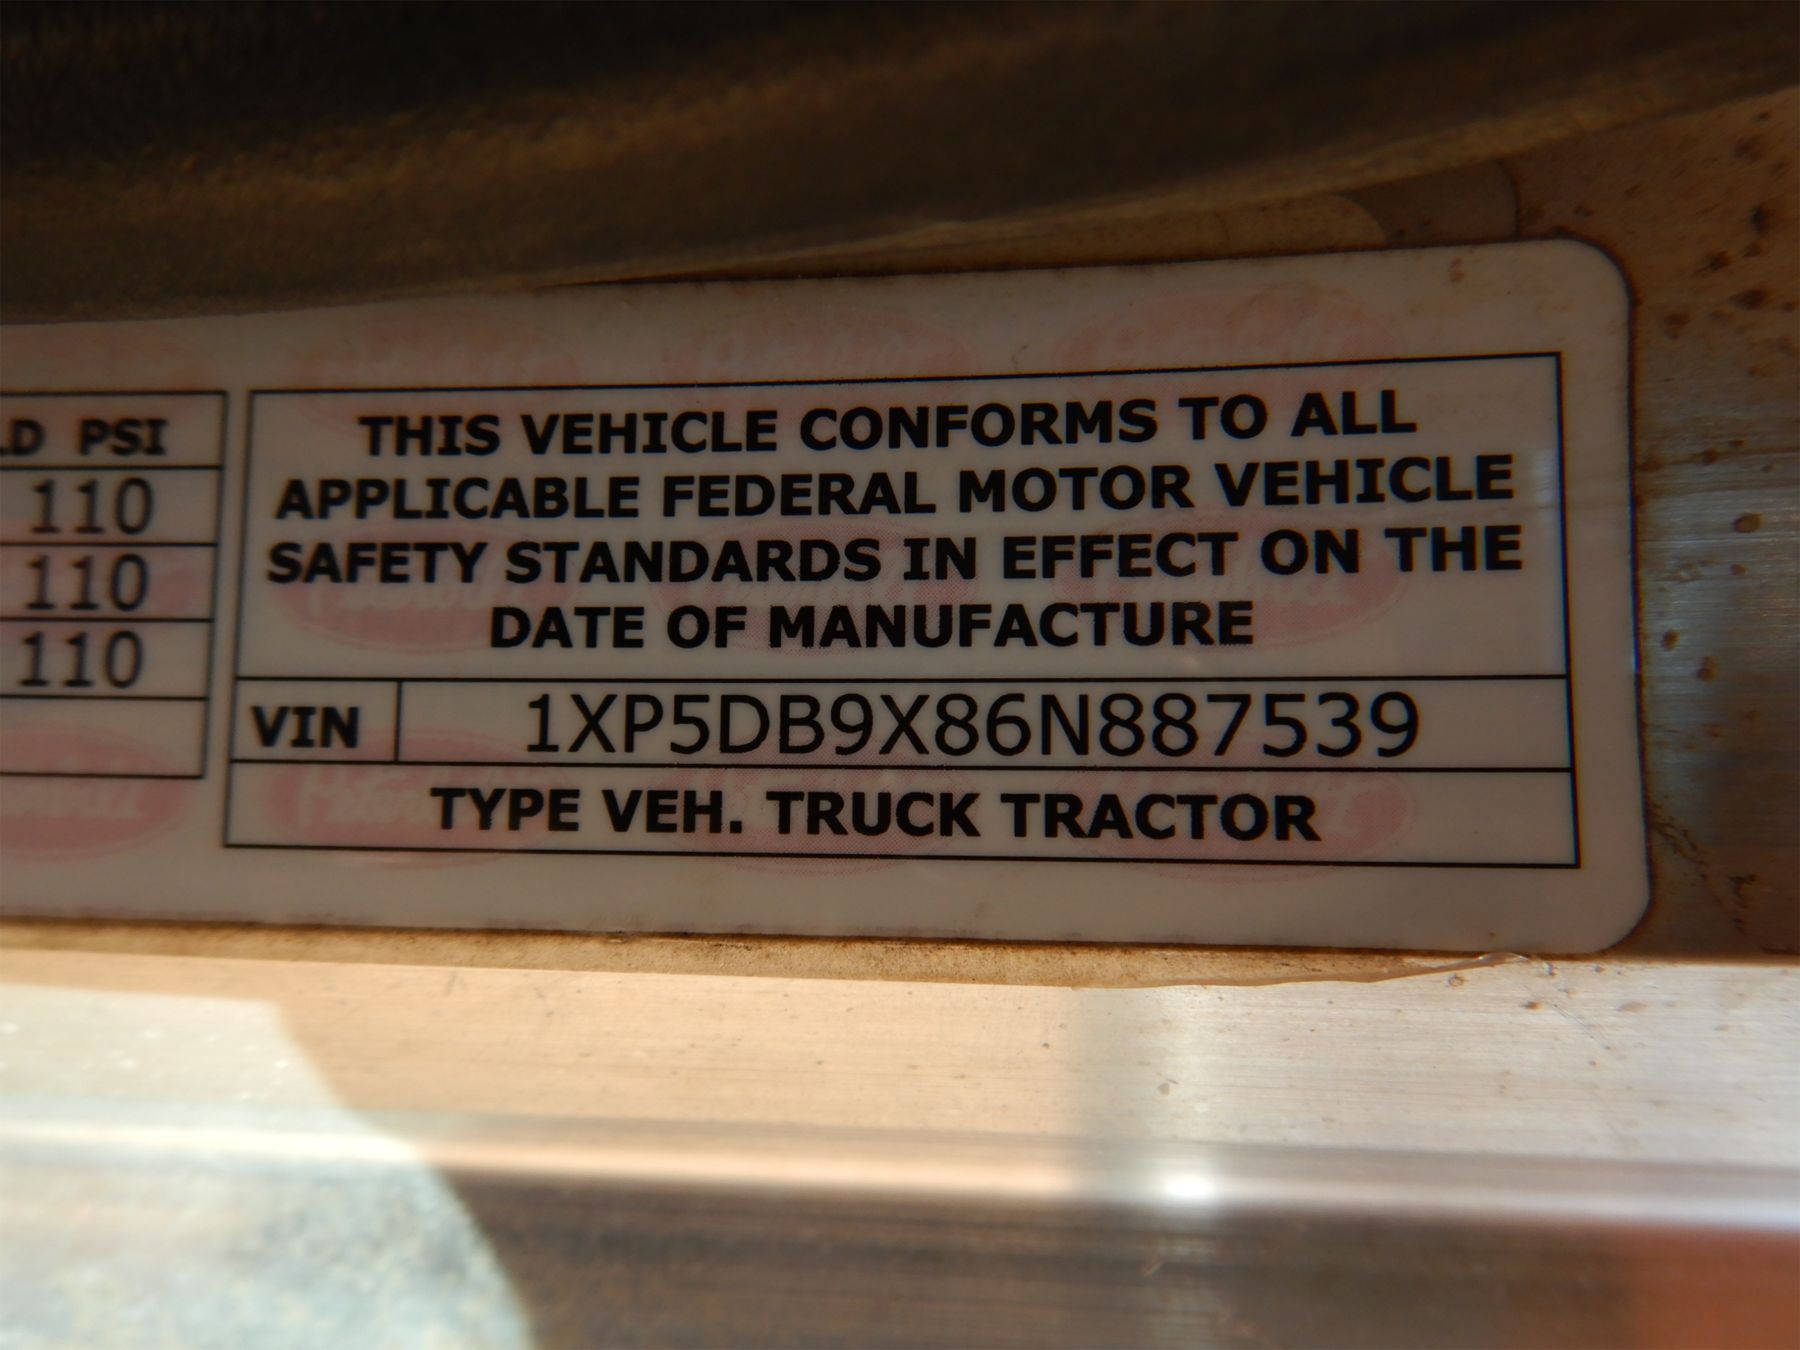 LD PSI
110
110
110
THIS VEHICLE CONFORMS TO ALL
APPLICABLE FEDERAL MOTOR VEHICLE
SAFETY STANDARDS IN EFFECT ON THE
DATE OF MANUFACTURE
VIN 1XP5DB9X86N887539
TYPE VEH. TRUCK TRACTOR